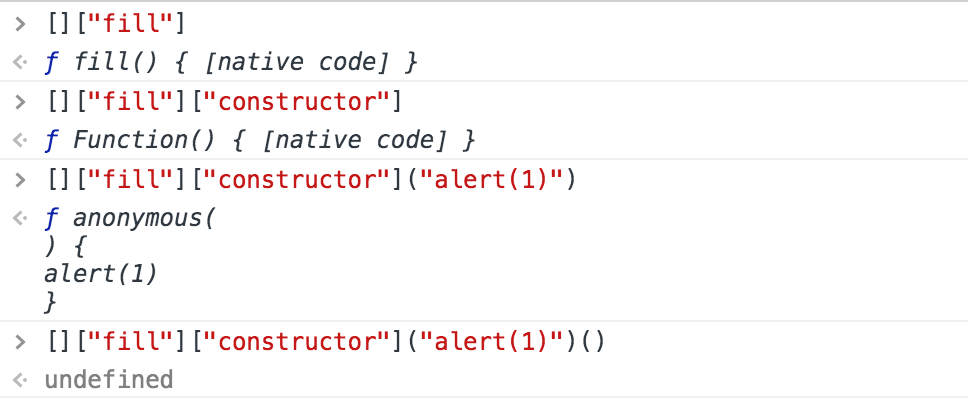 > []["fill"]
<· ƒ fill() { [native code] }
> []["fill"]["constructor"]
<· ƒ Function() { [native code] }
> []["fill"]["constructor"]("alert(1)")
<· ƒ anonymous(
) {
alert(1)
}
> []["fill"]["constructor"]("alert(1)")()
<· undefined